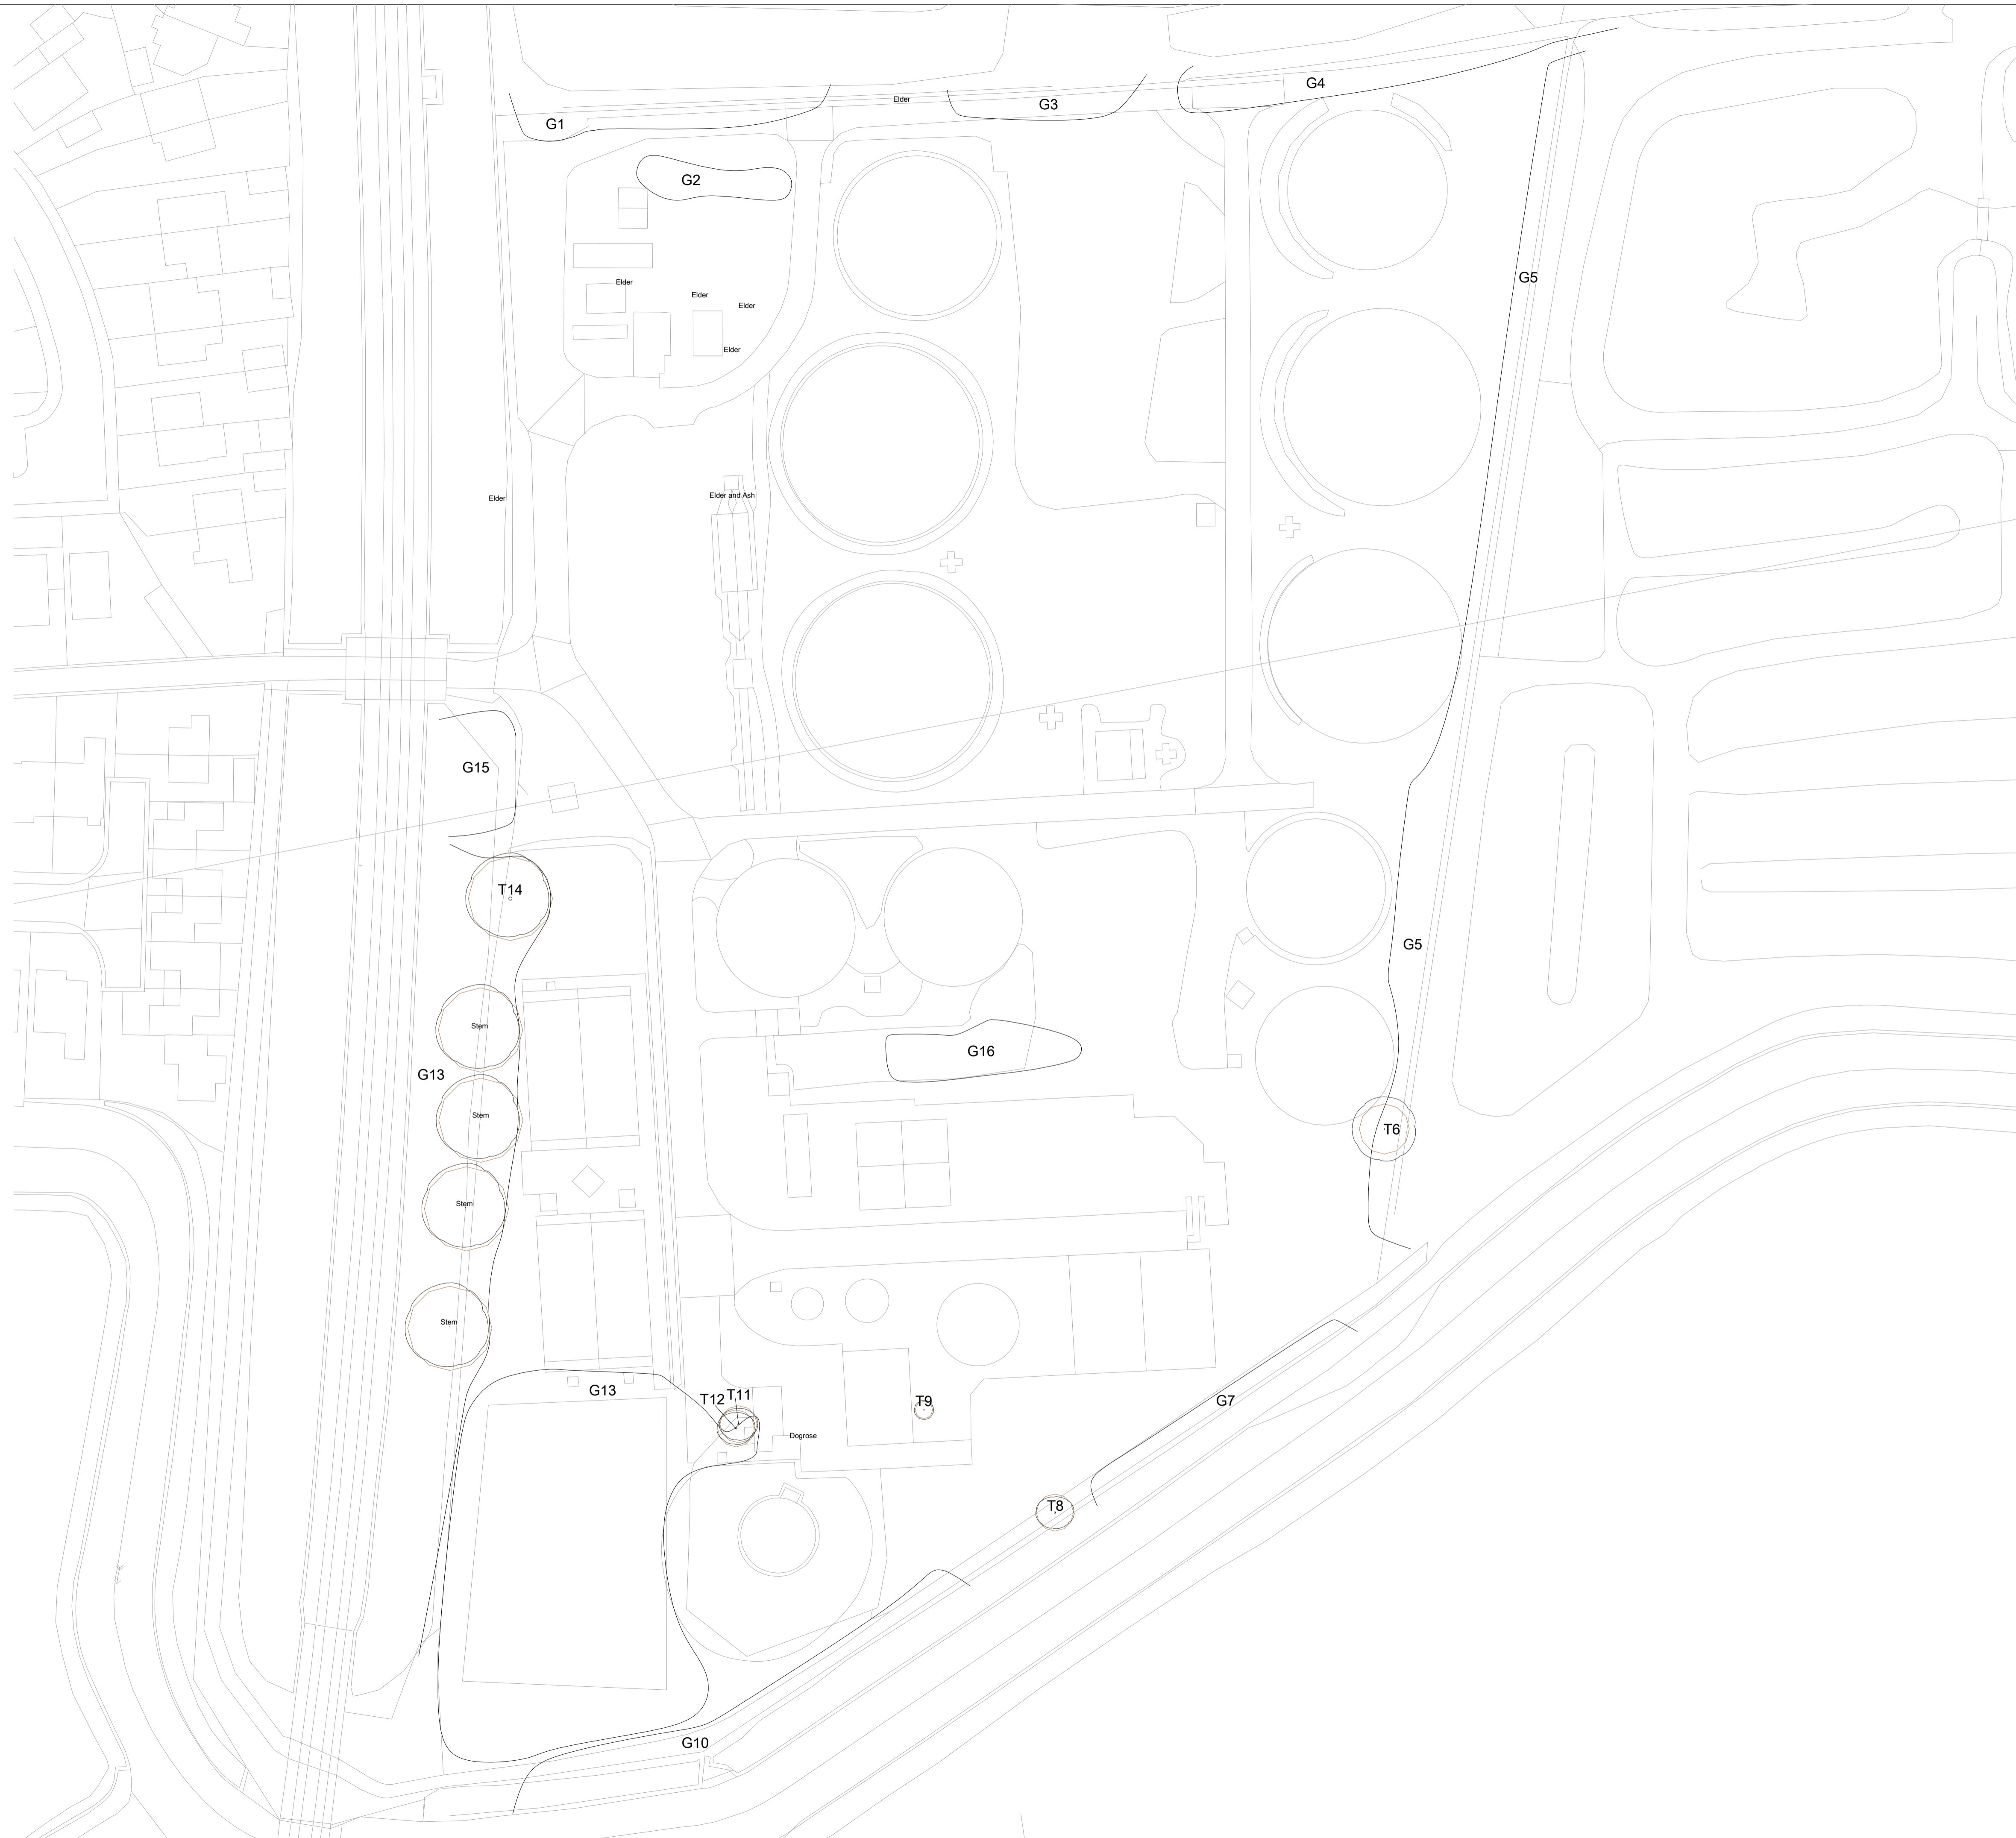 G4
Elder
G3
G1
G2
G5
Elder
Elder
Elder
Elder
Elder and Ash
Elder
G15
T14
G5
Stem
G16
G13
Stem
T6
Stem
Stem
G13
T11
T12
T9
G7
Dogrose
T8
G10